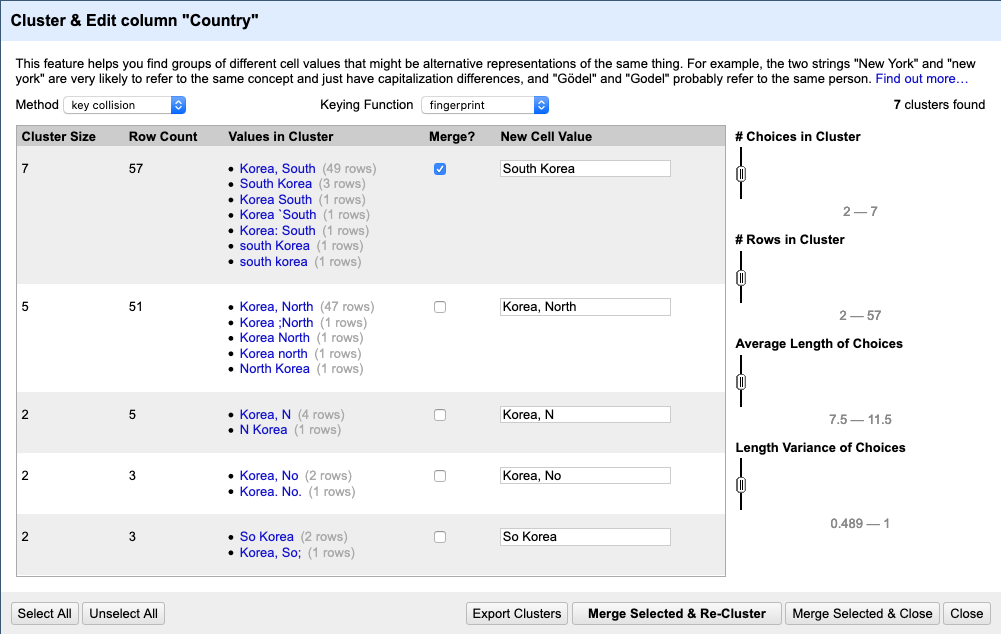 Cluster & Edit column "Country"
This feature helps you find groups of different cell values that might be alternative representations of the same thing. For example, the two strings "New York" and "new
york" are very likely to refer to the same concept and just have capitalization differences, and "Gödel" and "Godel" probably refer to the same person. Find out more…
Method key collision Keying Function fingerprint 7 clusters found
Cluster Size Row Count Values in Cluster Merge? New Cell Value
7 57 • Korea, South (49 rows) South Korea
• South Korea (3 rows)
• Korea South (1 rows)
• Korea `South (1 rows)
• Korea: South (1 rows)
• south Korea (1 rows)
• south korea (1 rows)
5 51 • Korea, North (47 rows) Korea, North
• Korea ;North (1 rows)
• Korea North (1 rows)
• Korea north (1 rows)
• North Korea (1 rows)
2 5 • Korea, N (4 rows) Korea, N
• N Korea (1 rows)
2 3 • Korea, No (2 rows) Korea, No
• Korea. No. (1 rows)
2 3 • So Korea (2 rows) So Korea
• Korea, So; (1 rows)
# Choices in Cluster
2 — 7
# Rows in Cluster
2 — 57
Average Length of Choices
7.5 — 11.5
Length Variance of Choices
0.489 — 1
Select All Unselect All Export Clusters Merge Selected & Re-Cluster Merge Selected & Close Close